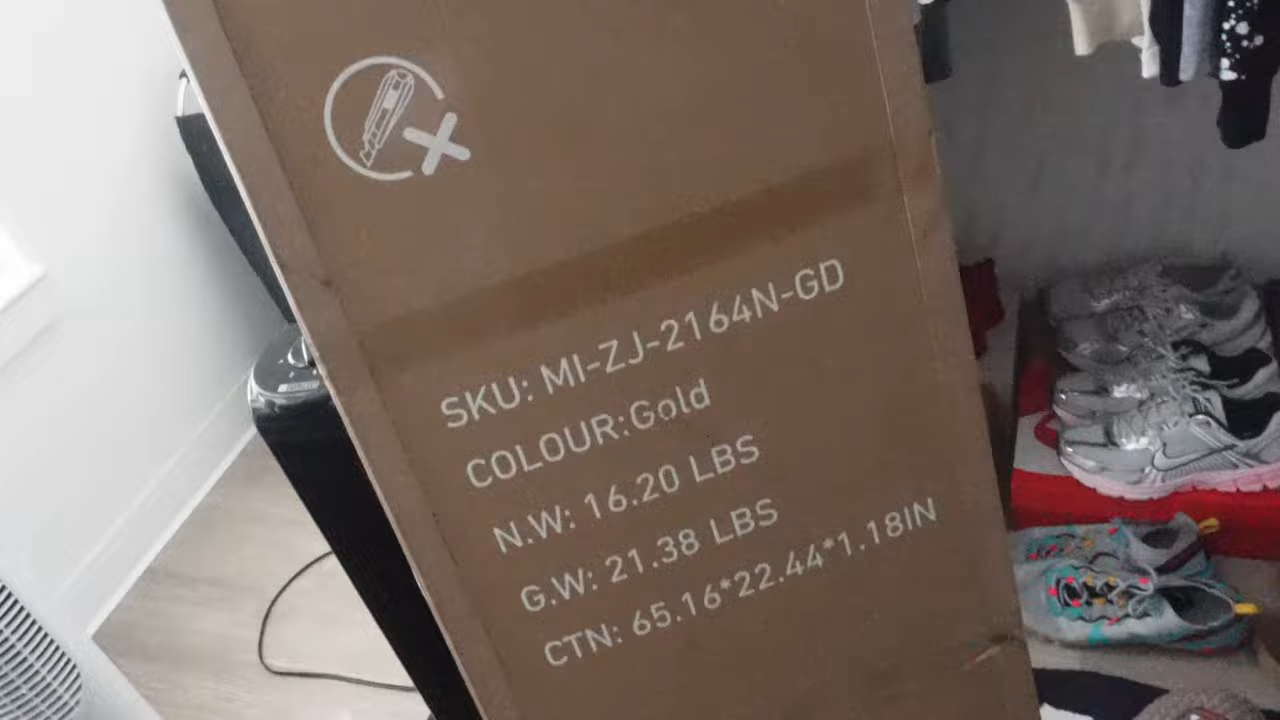 SKU: MI-ZJ-2164N-GD
COLOUR:Gold
N.W: 16.20 LBS
G.W: 21.38 LBS
CTN: 65.16*22.44*1.18IN